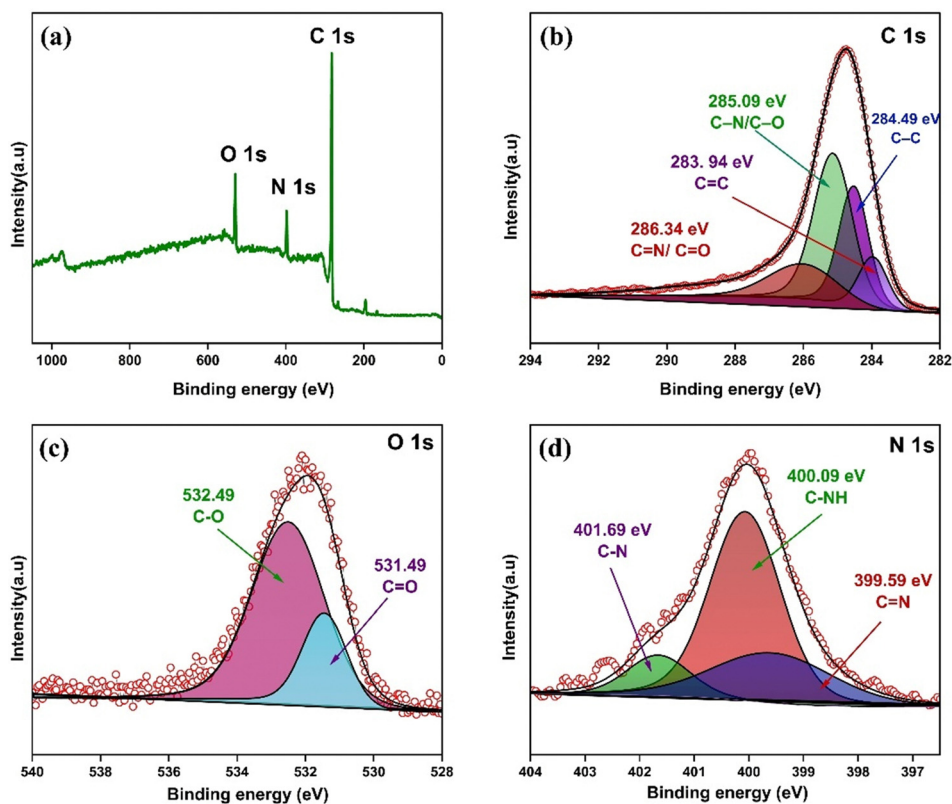 (a)
C 1s
O 1s
N 1s
Intensity(a.u)
1000 800 600 400 200 0
Binding energy (eV)
(b)
C 1s
285.09 eV
C–N/C–O
284.49 eV
C–C
283. 94 eV
C=C
286.34 eV
C=N/ C=O
Intensity(a.u)
294 292 290 288 286 284 282
Binding energy (eV)
(c)
O 1s
532.49
C-O
531.49
C=O
Intensity(a.u)
540 538 536 534 532 530 528
Binding energy (eV)
(d)
N 1s
400.09 eV
C-NH
401.69 eV
C-N
399.59 eV
C=N
Intensity(a.u)
404 403 402 401 400 399 398 397
Binding energy (eV)